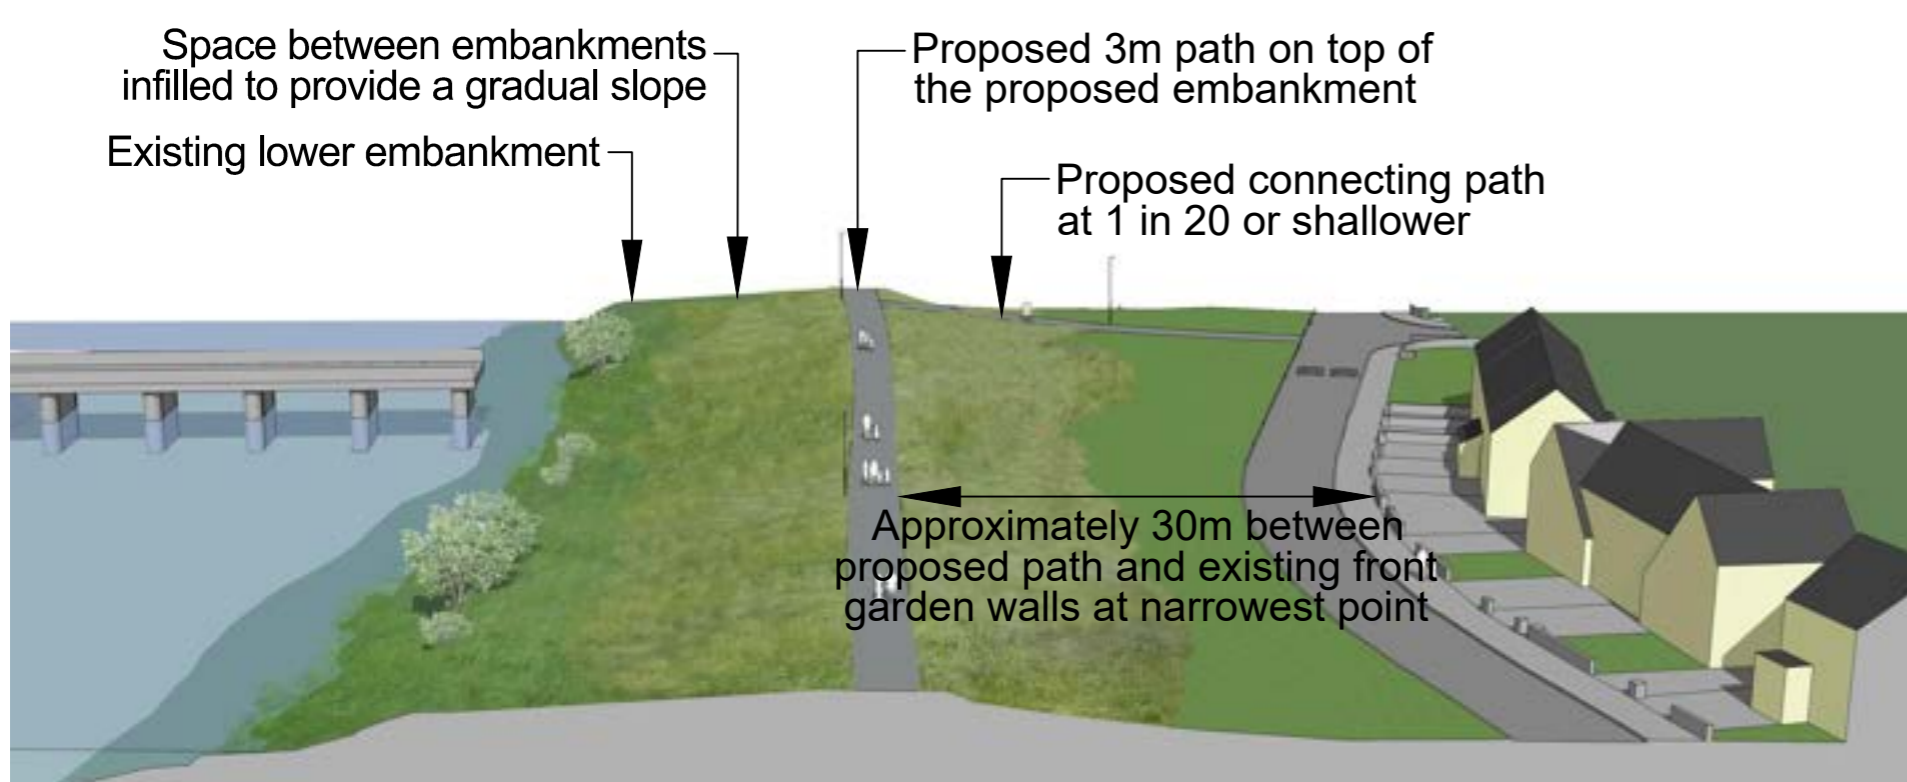 Space between embankments
infilled to provide a gradual slope
Existing lower embankment
Proposed 3m path on top of
the proposed embankment
Proposed connecting path
at 1 in 20 or shallower
Approximately 30m between
proposed path and existing front
garden walls at narrowest point